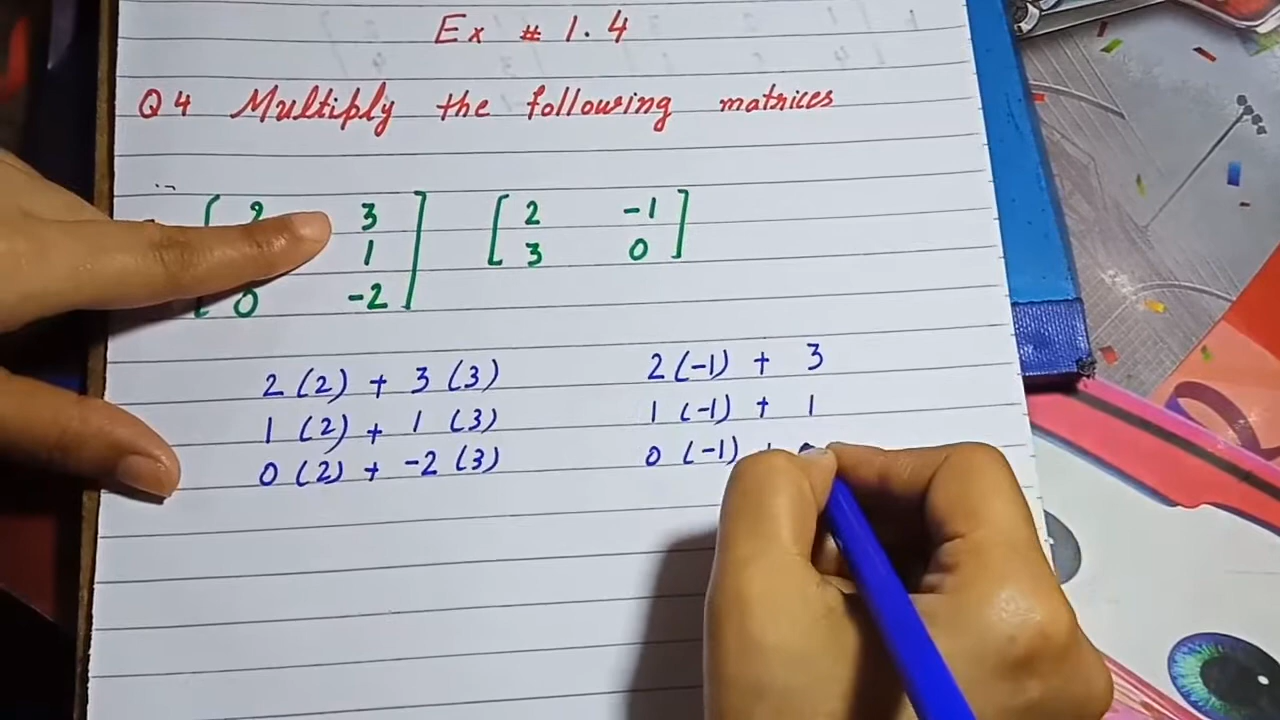 Ex # 1.4
Q4 Multiply the following matrices
2 3 2 -1
1 3 0
0 -2
2 (2) + 3 (3) 2 (-1) + 3
1 (2) + 1 (3) 1 (-1) + 1
0 (2) + -2 (3) 0 (-1) +